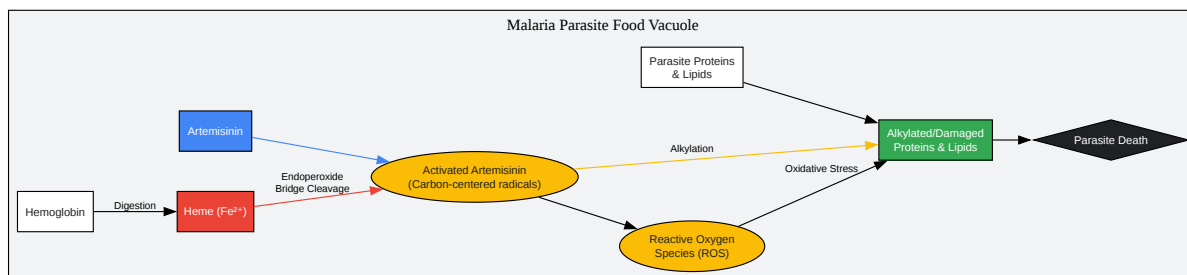 Malaria Parasite Food Vacuole
Parasite Proteins
& Lipids
Artemisinin
Alkylated/Damaged
Proteins & Lipids
Parasite Death
Alkylation
Endoperoxide
Bridge Cleavage
Activated Artemisinin
(Carbon-centered radicals)
Oxidative Stress
Hemoglobin
Digestion
Heme (Fe²⁺)
Reactive Oxygen
Species (ROS)